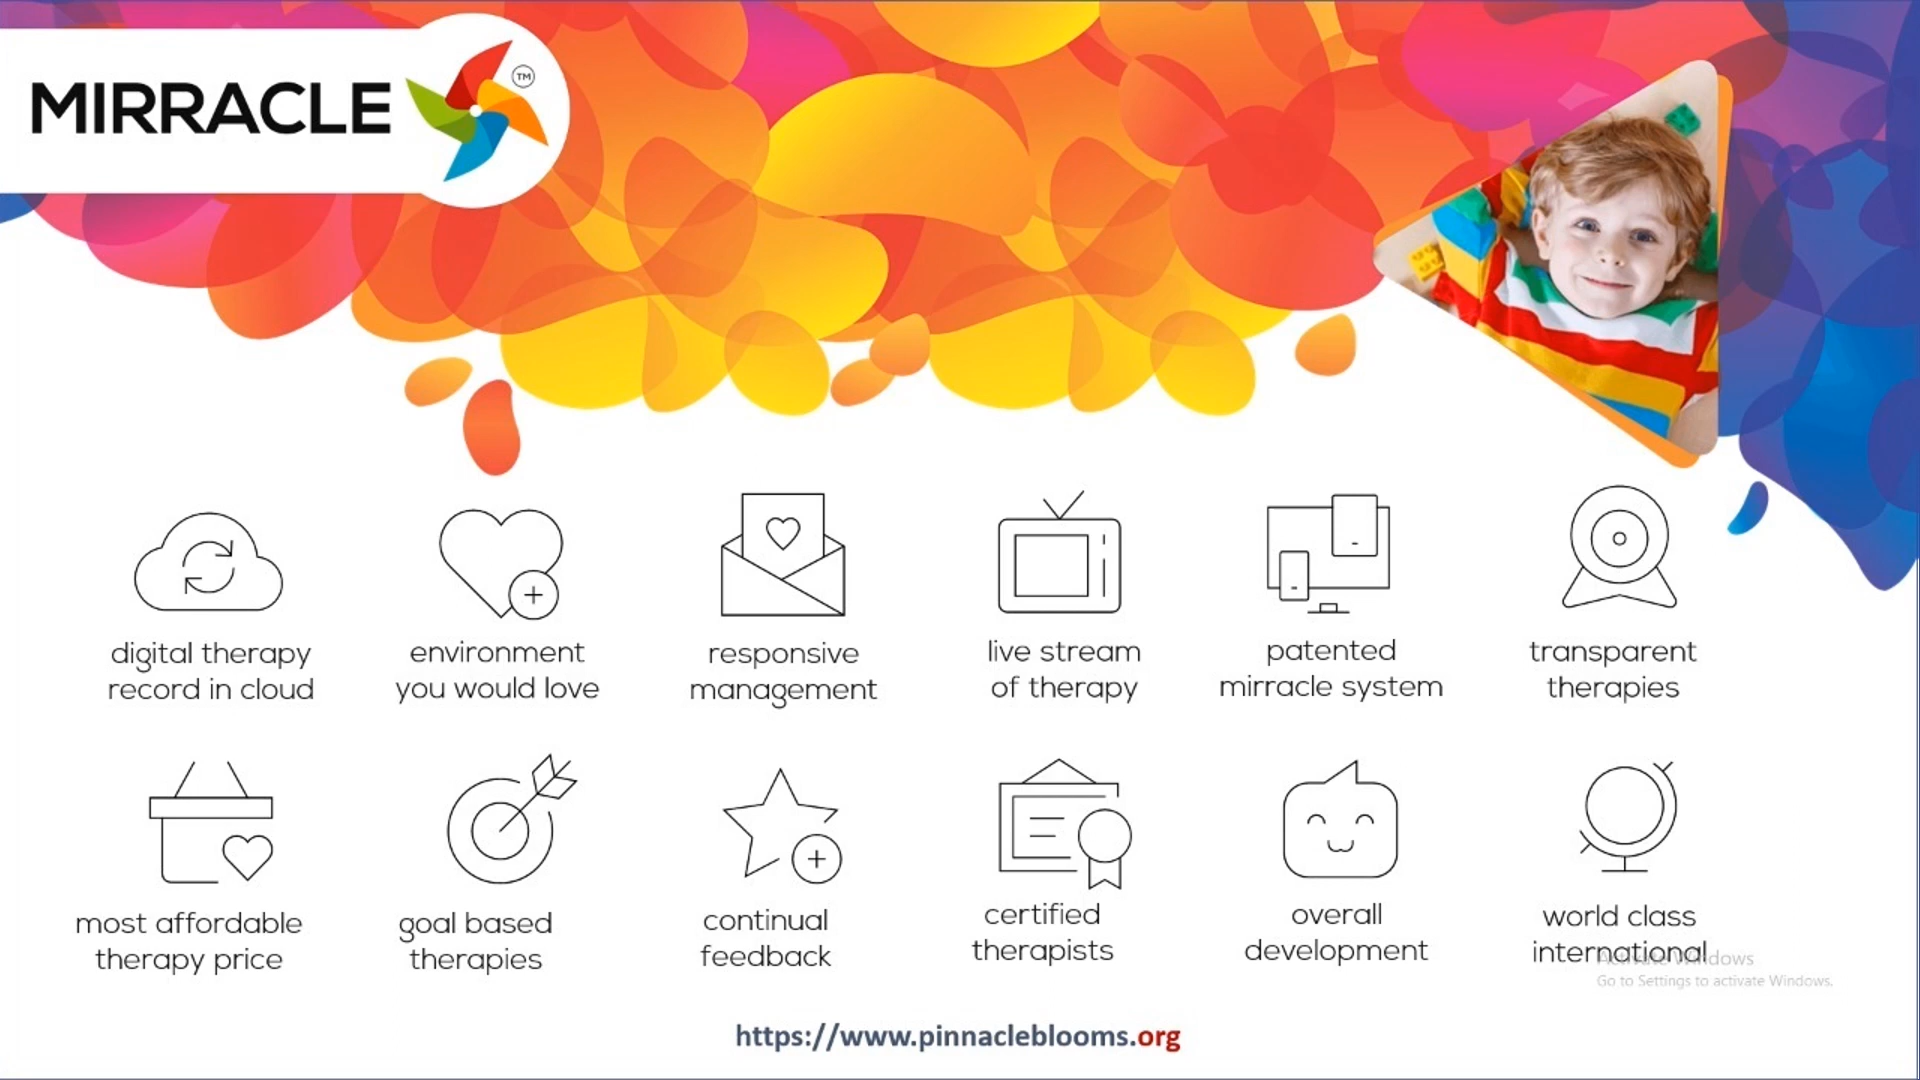 MIRRACLE
TM
digital therapy
record in cloud
environment
you would love
responsive
management
live stream
of therapy
patented
mirracle system
transparent
therapies
most affordable
therapy price
goal based
therapies
continual
feedback
certified
therapists
overall
development
world class
international
Activate Windows
Go to Settings to activate Windows.
https://www.pinnacleblooms.org